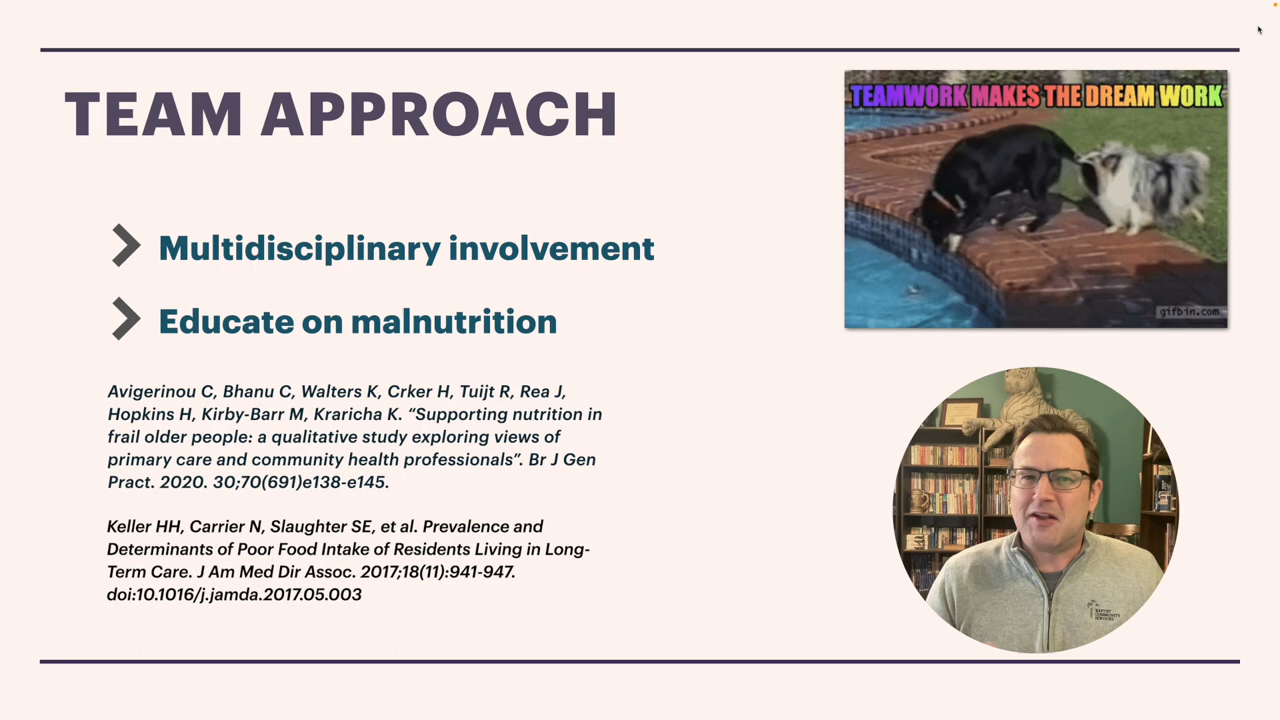 TEAM APPROACH
Multidisciplinary involvement
Educate on malnutrition
Avigerinou C, Bhanu C, Walters K, Crker H, Tuijt R, Rea J,
Hopkins H, Kirby-Barr M, Kraricha K. “Supporting nutrition in
frail older people: a qualitative study exploring views of
primary care and community health professionals”. Br J Gen
Pract. 2020. 30;70(691)e138-e145.
Keller HH, Carrier N, Slaughter SE, et al. Prevalence and
Determinants of Poor Food Intake of Residents Living in Long-
Term Care. J Am Med Dir Assoc. 2017;18(11):941-947.
doi:10.1016/j.jamda.2017.05.003
TEAMWORK MAKES THE DREAM WORK
gifbin.com
BAPTIST
COMMUNITY
SERVICES